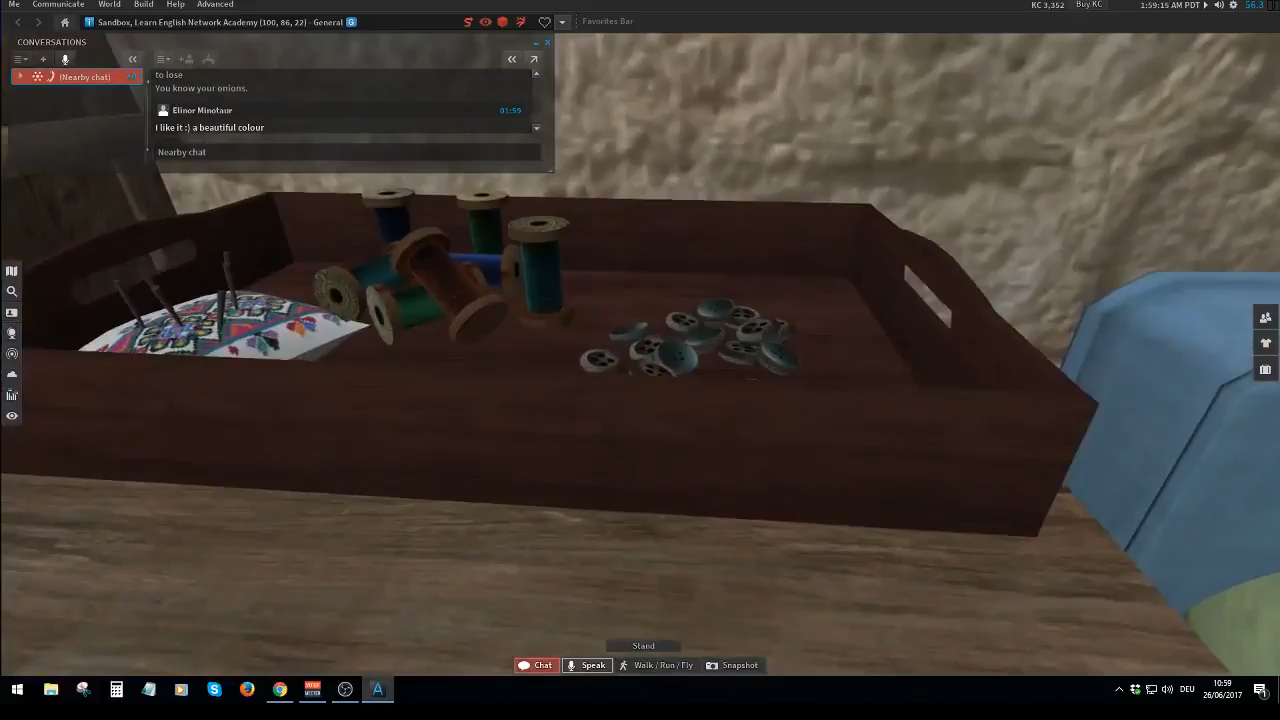 Me Communicate World Build Help Advanced
KC 3,352 Buy KC 1:59:15 AM PDT 56.3
Sandbox, Learn English Network Academy (100, 86, 22) - General G
Favorites Bar
CONVERSATIONS
(Nearby chat)
to lose
You know your onions.
Elinor Minotaur 01:59
I like it :) a beautiful colour
Nearby chat
Stand
Chat Speak Walk / Run / Fly Snapshot
DEU
10:59
26/06/2017